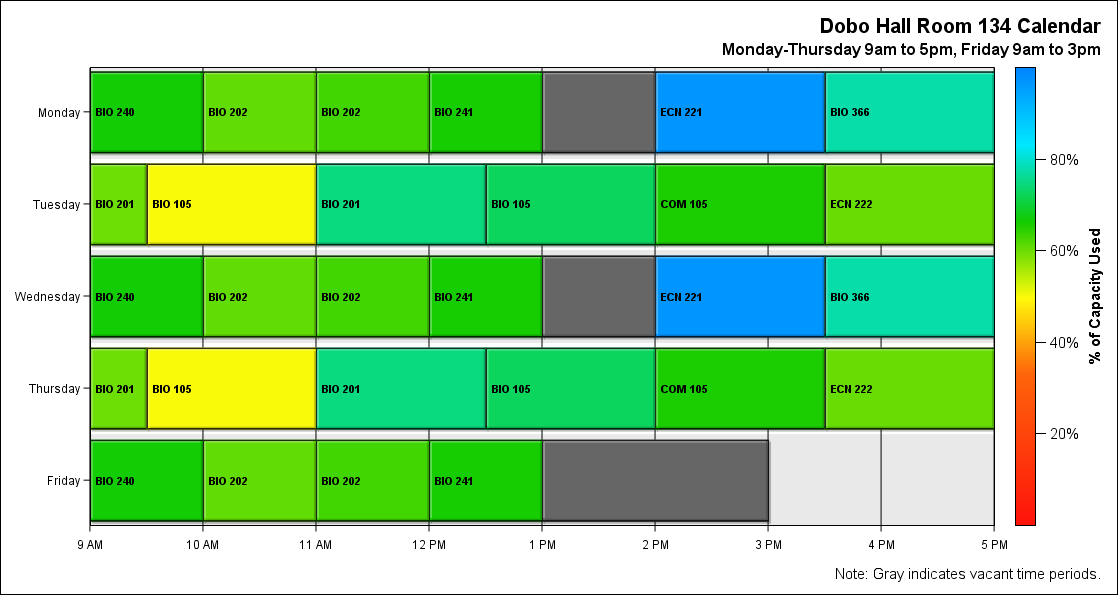 Dobo Hall Room 134 Calendar
Monday-Thursday 9am to 5pm, Friday 9am to 3pm
Monday
BIO 240
BIO 202
BIO 202
BIO 241
ECN 221
BIO 366
Tuesday
BIO 201
BIO 105
BIO 201
BIO 105
COM 105
ECN 222
Wednesday
BIO 240
BIO 202
BIO 202
BIO 241
ECN 221
BIO 366
Thursday
BIO 201
BIO 105
BIO 201
BIO 105
COM 105
ECN 222
Friday
BIO 240
BIO 202
BIO 202
BIO 241
9 AM
10 AM
11 AM
12 PM
1 PM
2 PM
3 PM
4 PM
5 PM
80%
60%
40%
20%
% of Capacity Used
Note: Gray indicates vacant time periods.